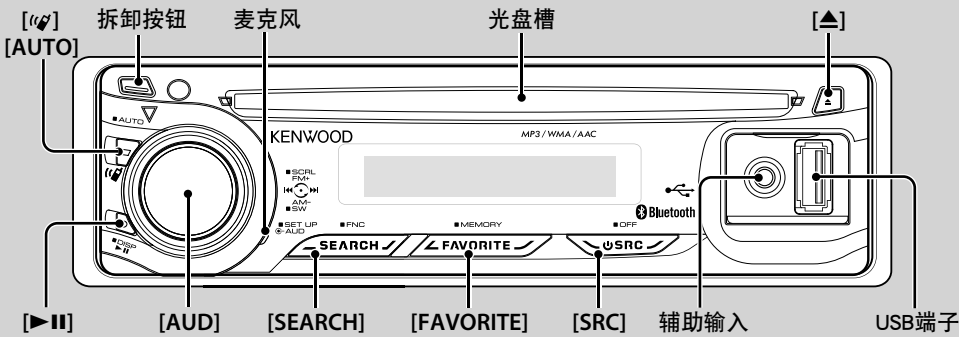 [📞]
拆卸按钮
麦克风
光盘槽
[⏏]
[AUTO]
■AUTO
KENWOOD
MP3/WMA/AAC
■SCRL
FM+
⏮ ⏭
AM-
■SW
Bluetooth
■SET UP
AUD
■FNC
■MEMORY
■OFF
SEARCH
FAVORITE
⏻SRC
■DISP
►II
[►II]
[AUD]
[SEARCH]
[FAVORITE]
[SRC]
辅助输入
USB端子